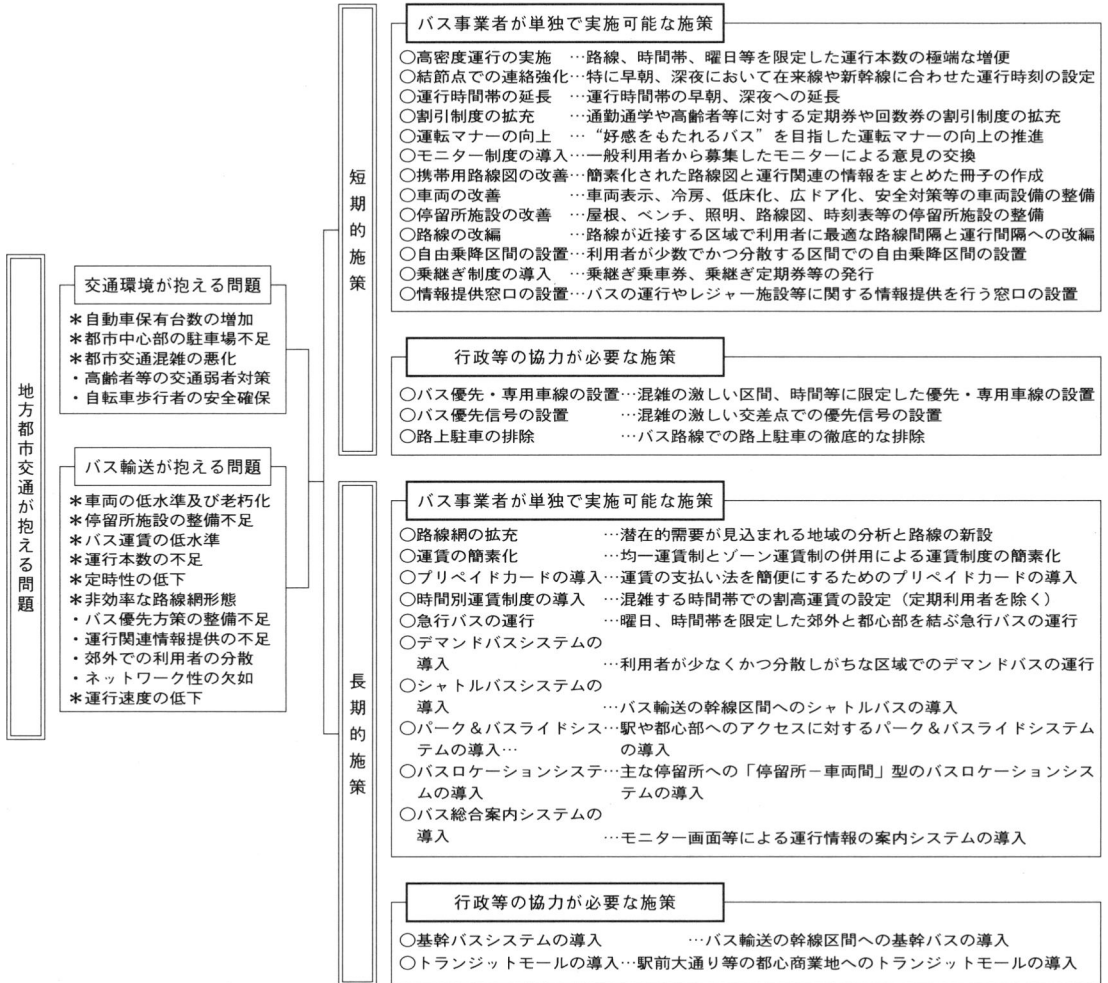 地方都市交通が抱える問題
交通環境が抱える問題
＊自動車保有台数の増加
＊都市中心部の駐車場不足
＊都市交通混雑の悪化
・高齢者等の交通弱者対策
・自転車歩行者の安全確保
バス輸送が抱える問題
＊車両の低水準及び老朽化
＊停留所施設の整備不足
＊バス運賃の低水準
＊運行本数の不足
＊定時性の低下
＊非効率な路線網形態
・バス優先方策の整備不足
・運行関連情報提供の不足
・郊外での利用者の分散
・ネットワーク性の欠如
＊運行速度の低下
短期的施策
バス事業者が単独で実施可能な施策
○高密度運行の実施 …路線、時間帯、曜日等を限定した運行本数の極端な増便
○結節点での連絡強化…特に早朝、深夜において在来線や新幹線に合わせた運行時刻の設定
○運行時間帯の延長 …運行時間帯の早朝、深夜への延長
○割引制度の拡充 …通勤通学や高齢者等に対する定期券や回数券の割引制度の拡充
○運転マナーの向上 …“好感をもたれるバス”を目指した運転マナーの向上の推進
○モニター制度の導入…一般利用者から募集したモニターによる意見の交換
○携帯用路線図の改善…簡素化された路線図と運行関連の情報をまとめた冊子の作成
○車両の改善 …車両表示、冷房、低床化、広ドア化、安全対策等の車両設備の整備
○停留所施設の改善 …屋根、ベンチ、照明、路線図、時刻表等の停留所施設の整備
○路線の改編 …路線が近接する区域で利用者に最適な路線間隔と運行間隔への改編
○自由乗降区間の設置…利用者が少数でかつ分散する区間での自由乗降区間の設置
○乗継ぎ制度の導入 …乗継ぎ乗車券、乗継ぎ定期券等の発行
○情報提供窓口の設置…バスの運行やレジャー施設等に関する情報提供を行う窓口の設置
行政等の協力が必要な施策
○バス優先・専用車線の設置…混雑の激しい区間、時間等に限定した優先・専用車線の設置
○バス優先信号の設置 …混雑の激しい交差点での優先信号の設置
○路上駐車の排除 …バス路線での路上駐車の徹底的な排除
長期的施策
バス事業者が単独で実施可能な施策
○路線網の拡充 …潜在的需要が見込まれる地域の分析と路線の新設
○運賃の簡素化 …均一運賃制とゾーン運賃制の併用による運賃制度の簡素化
○プリペイドカードの導入…運賃の支払い法を簡便にするためのプリペイドカードの導入
○時間別運賃制度の導入 …混雑する時間帯での割高運賃の設定（定期利用者を除く）
○急行バスの運行 …曜日、時間帯を限定した郊外と都心部を結ぶ急行バスの運行
○デマンドバスシステムの
導入 …利用者が少なくかつ分散しがちな区域でのデマンドバスの運行
○シャトルバスシステムの
導入 …バス輸送の幹線区間へのシャトルバスの導入
○パーク＆バスライドシス…駅や都心部へのアクセスに対するパーク＆バスライドシステム
テムの導入… の導入
○バスロケーションシステ…主な停留所への「停留所－車両間」型のバスロケーションシス
ムの導入 テムの導入
○バス総合案内システムの
導入 …モニター画面等による運行情報の案内システムの導入
行政等の協力が必要な施策
○基幹バスシステムの導入 …バス輸送の幹線区間への基幹バスの導入
○トランジットモールの導入…駅前大通り等の都心商業地へのトランジットモールの導入